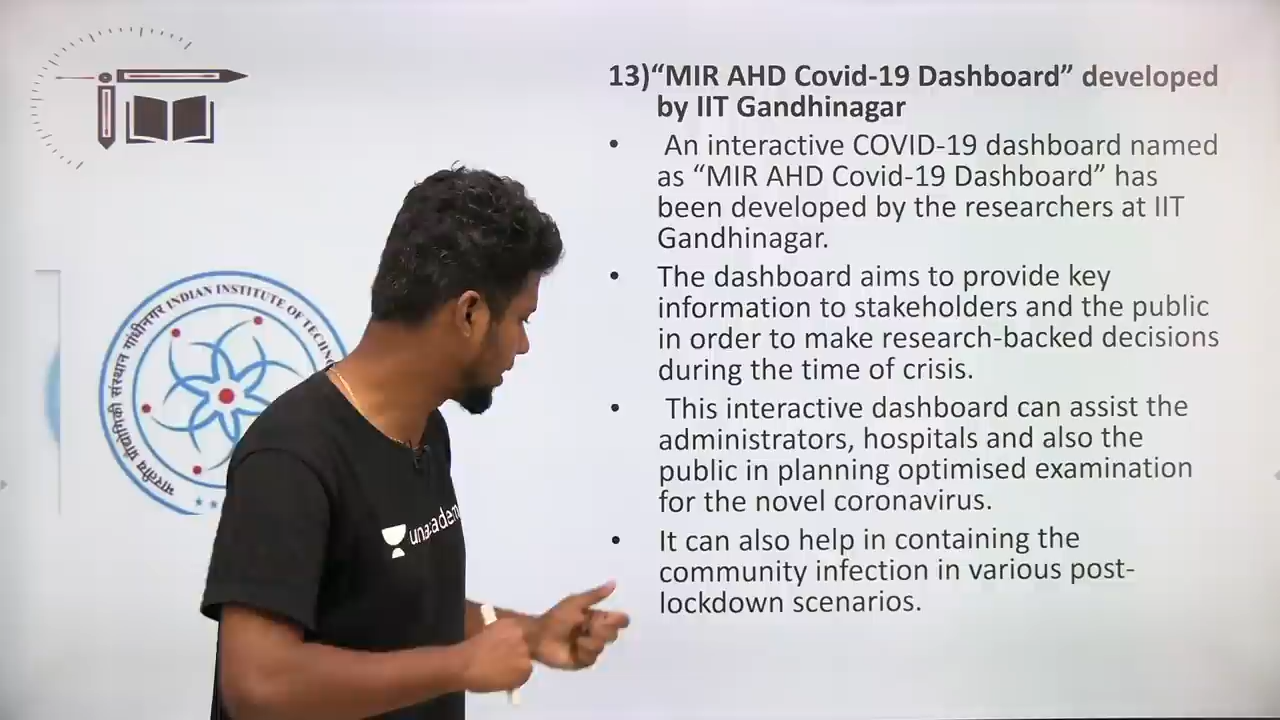 13)“MIR AHD Covid-19 Dashboard” developed
by IIT Gandhinagar
• An interactive COVID-19 dashboard named
as “MIR AHD Covid-19 Dashboard” has
been developed by the researchers at IIT
Gandhinagar.
• The dashboard aims to provide key
information to stakeholders and the public
in order to make research-backed decisions
during the time of crisis.
• This interactive dashboard can assist the
administrators, hospitals and also the
public in planning optimised examination
for the novel coronavirus.
• It can also help in containing the
community infection in various post-
lockdown scenarios.
भारतीय प्रौद्योगिकी संस्थान गांधीनगर INDIAN INSTITUTE OF